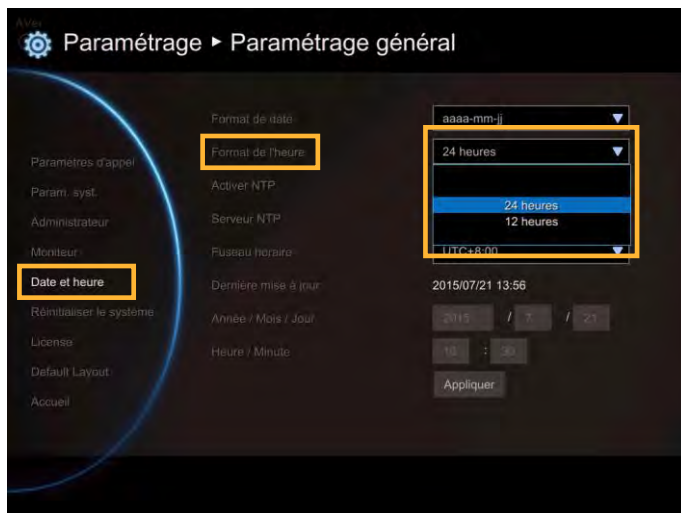 AVer
Paramétrage ► Paramétrage général
Format de date
aaaa-mm-jj
Format de l'heure
24 heures
24 heures
12 heures
Activer NTP
Serveur NTP
Fuseau horaire
UTC+8:00
Dernière mise à jour
2015/07/21 13:56
Année / Mois / Jour
2015 / 7 / 21
Heure / Minute
10 : 30
Appliquer
Paramètres d'appel
Param. syst.
Administrateur
Moniteur
Date et heure
Réinitialiser le système
License
Default Layout
Accueil